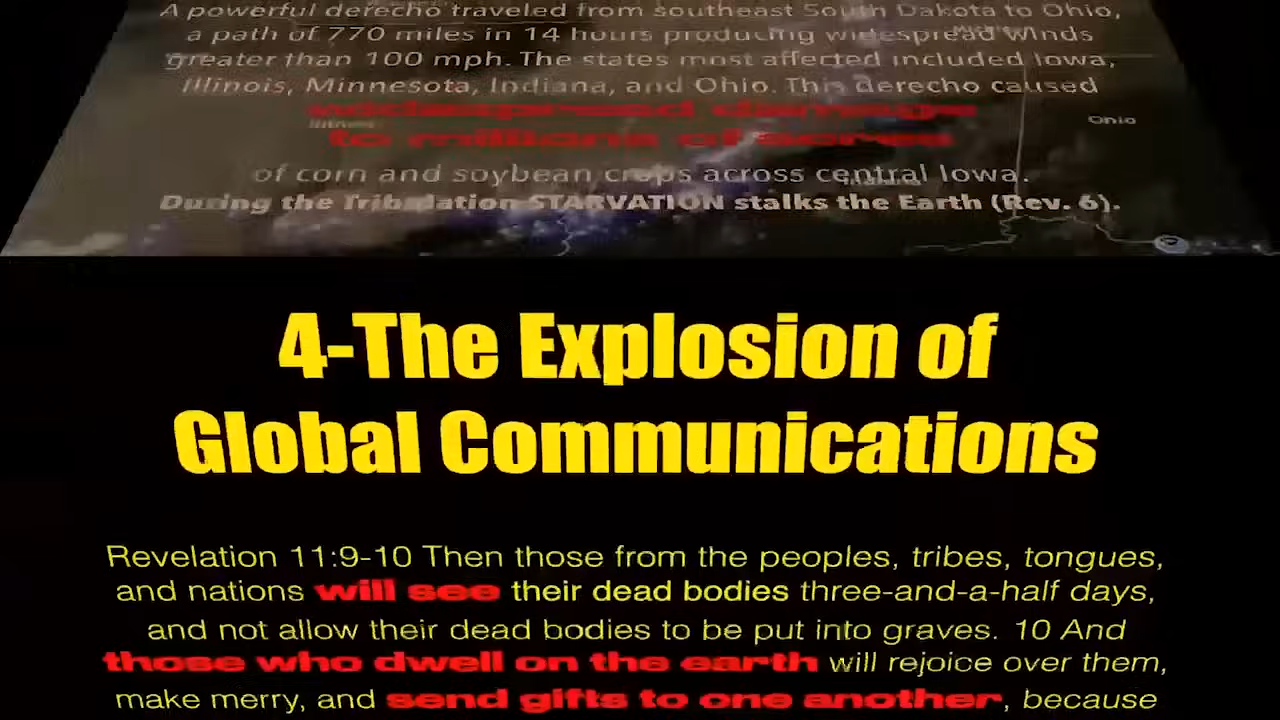 A powerful derecho traveled from southeast South Dakota to Ohio,
a path of 770 miles in 14 hours producing widespread winds
greater than 100 mph. The states most affected included Iowa,
Illinois, Minnesota, Indiana, and Ohio. This derecho caused
widespread damage
to millions of acres
Ohio
of corn and soybean crops across central Iowa.
During the Tribulation STARVATION stalks the Earth (Rev. 6).
4-The Explosion of
Global Communications
Revelation 11:9-10 Then those from the peoples, tribes, tongues,
and nations will see their dead bodies three-and-a-half days,
and not allow their dead bodies to be put into graves. 10 And
those who dwell on the earth will rejoice over them,
make merry, and send gifts to one another, because